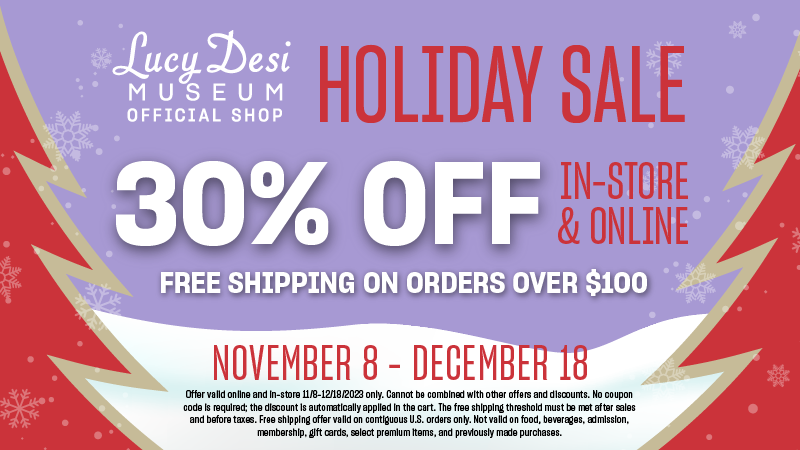 Lucy Desi
MUSEUM
OFFICIAL SHOP
HOLIDAY SALE
30% OFF
IN-STORE
& ONLINE
FREE SHIPPING ON ORDERS OVER $100
NOVEMBER 8 - DECEMBER 18
Offer valid online and in-store 11/8-12/18/2023 only. Cannot be combined with other offers and discounts. No coupon
code is required; the discount is automatically applied in the cart. The free shipping threshold must be met after sales
and before taxes. Free shipping offer valid on contiguous U.S. orders only. Not valid on food, beverages, admission,
membership, gift cards, select premium items, and previously made purchases.